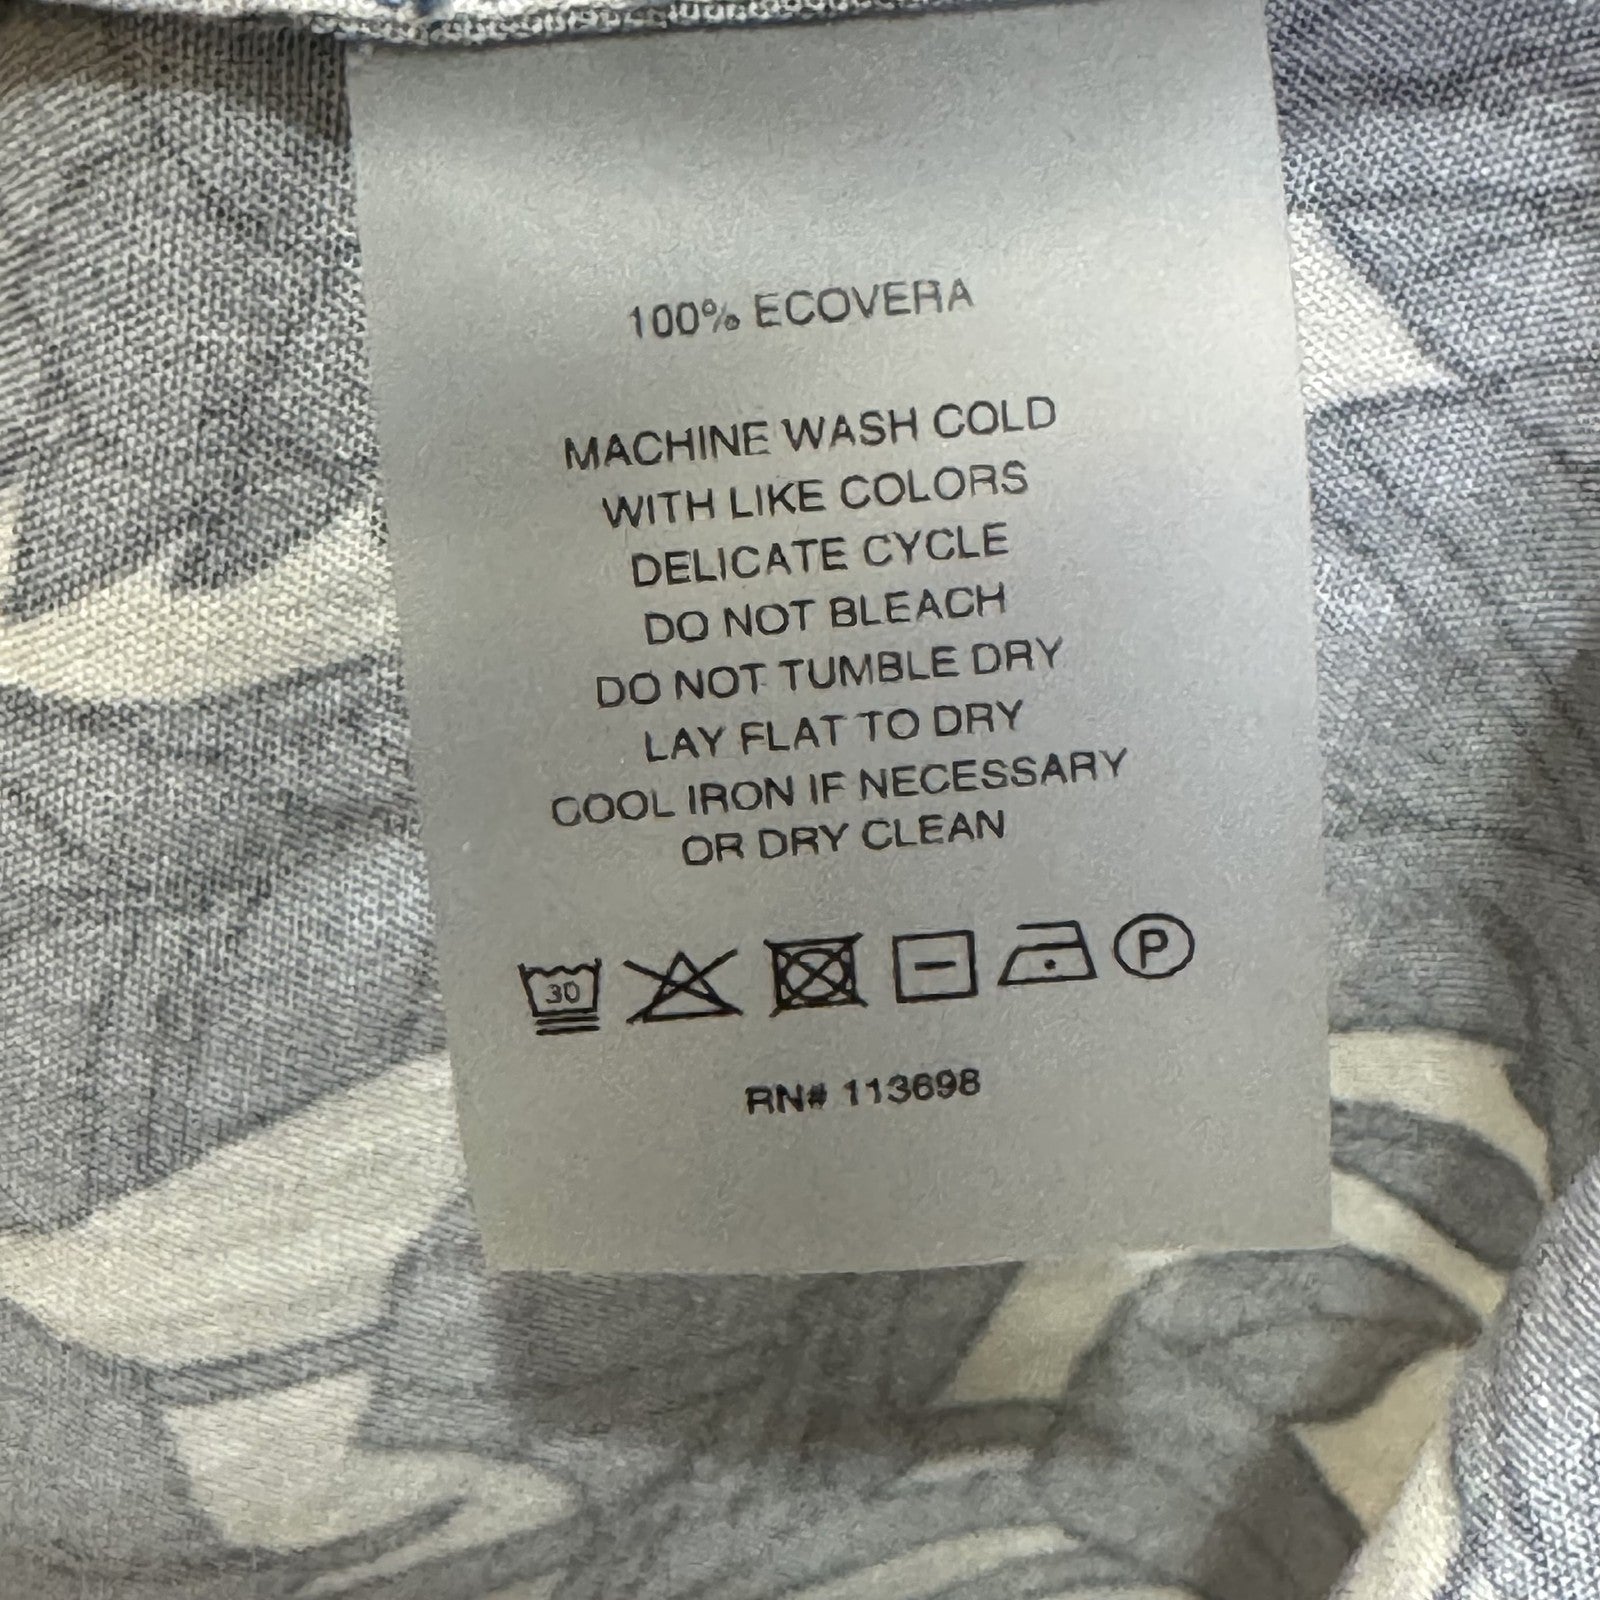 100% ECOVERA
MACHINE WASH COLD
WITH LIKE COLORS
DELICATE CYCLE
DO NOT BLEACH
DO NOT TUMBLE DRY
LAY FLAT TO DRY
COOL IRON IF NECESSARY
OR DRY CLEAN
30 P
RN# 113698